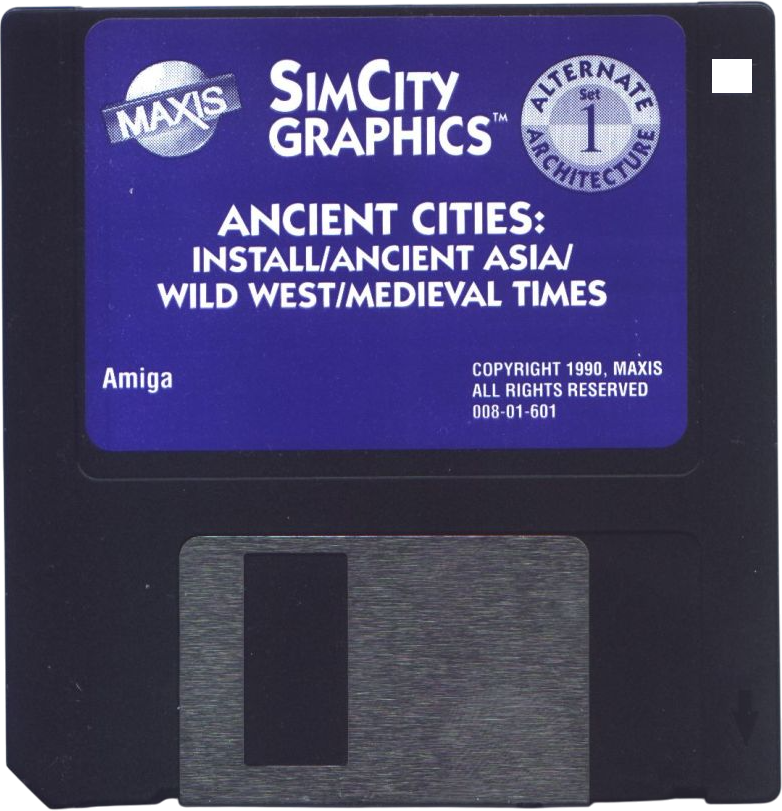 MAXIS
SIMCITY
GRAPHICS™
ALTERNATE
Set
1
ARCHITECTURE
ANCIENT CITIES:
INSTALL/ANCIENT ASIA/
WILD WEST/MEDIEVAL TIMES
Amiga
COPYRIGHT 1990, MAXIS
ALL RIGHTS RESERVED
008-01-601